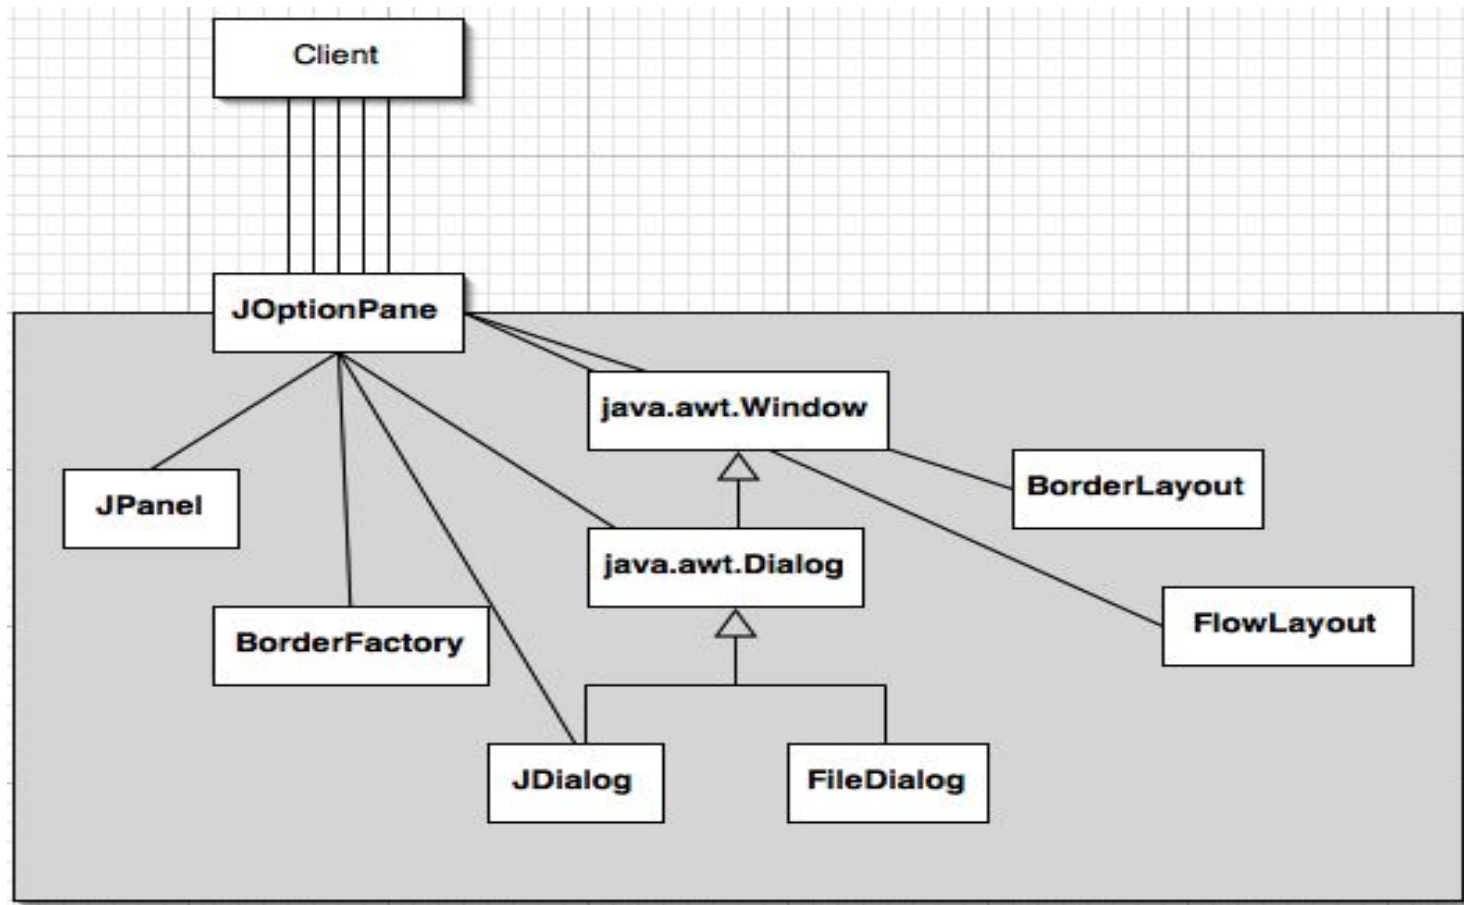 Client
JOptionPane
java.awt.Window
BorderLayout
JPanel
java.awt.Dialog
FlowLayout
BorderFactory
JDialog
FileDialog